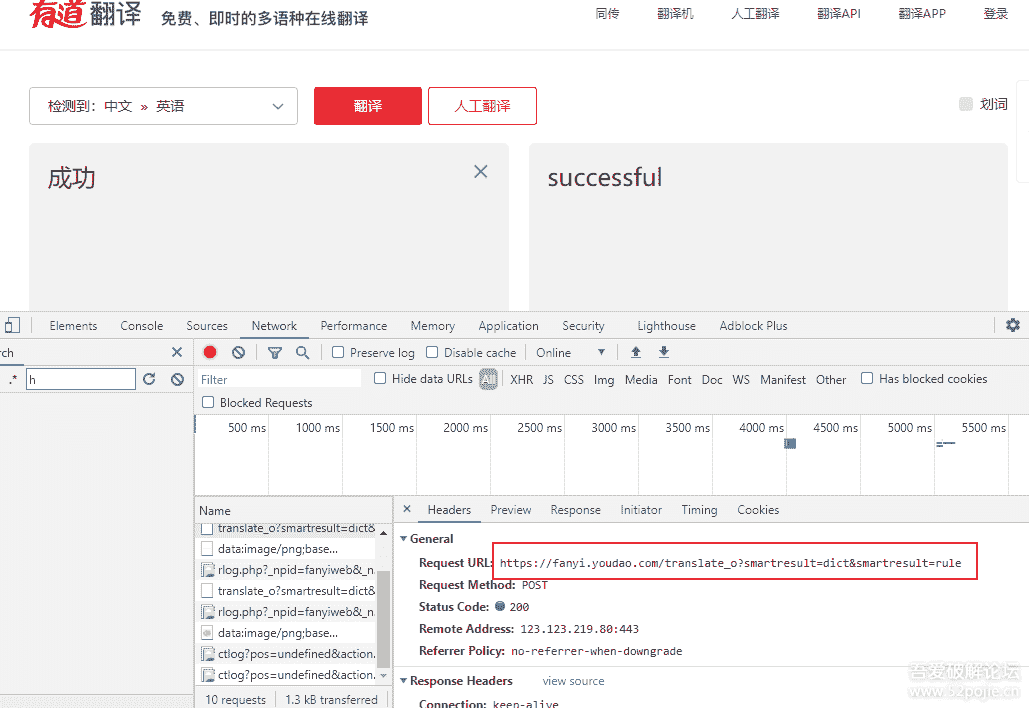 有道翻译 免费、即时的多语种在线翻译 同传 翻译机 人工翻译 翻译API 翻译APP 登录
检测到：中文 » 英语 翻译 人工翻译 划词
成功 successful
Elements Console Sources Network Performance Memory Application Security Lighthouse Adblock Plus
rch Preserve log Disable cache Online
.* h Filter Hide data URLs All XHR JS CSS Img Media Font Doc WS Manifest Other Has blocked cookies
Blocked Requests
500 ms 1000 ms 1500 ms 2000 ms 2500 ms 3000 ms 3500 ms 4000 ms 4500 ms 5000 ms 5500 ms
Name Headers Preview Response Initiator Timing Cookies
translate_o?smartresult=dict&
data:image/png;base...
rlog.php?_npid=fanyiweb&_n.
translate_o?smartresult=dict&
rlog.php?_npid=fanyiweb&_n.
data:image/png;base...
ctlog?pos=undefined&action.
ctlog?pos=undefined&action.
10 requests 1.3 kB transferred
General
Request URL: https://fanyi.youdao.com/translate_o?smartresult=dict&smartresult=rule
Request Method: POST
Status Code: 200
Remote Address: 123.123.219.80:443
Referrer Policy: no-referrer-when-downgrade
Response Headers view source
Connection: keep-alive
吾爱破解论坛
www.52pojie.cn